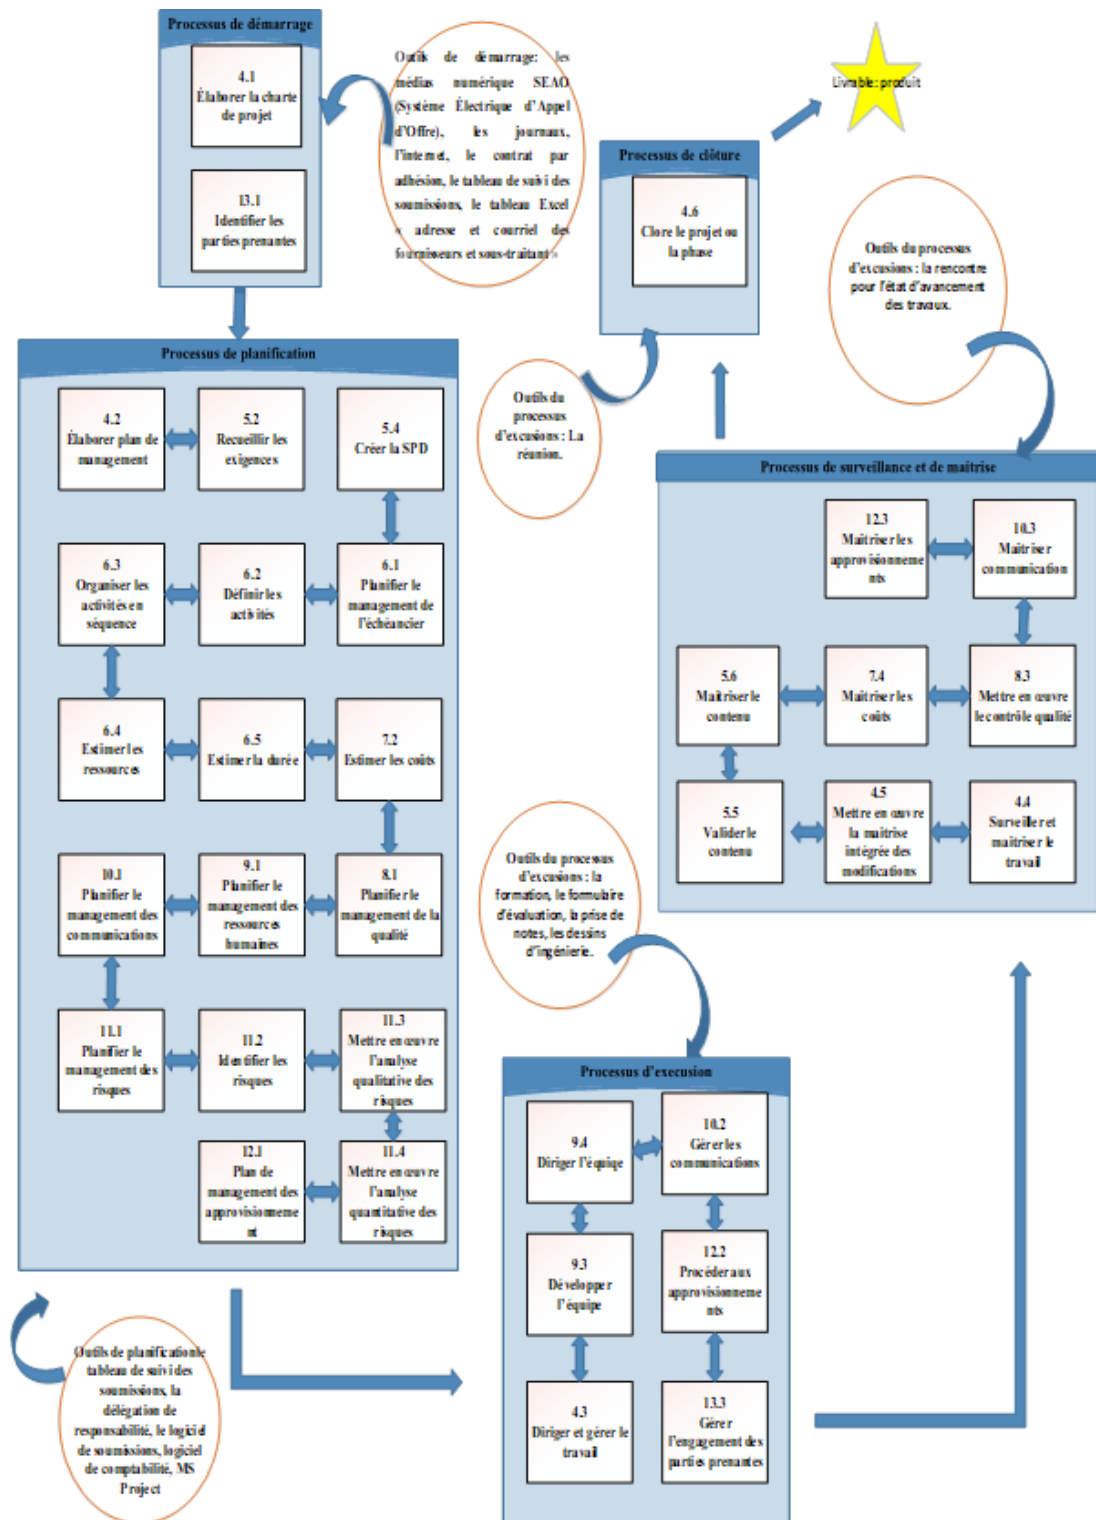 Processus de démarrage
4.1
Élaborer la charte
de projet
13.1
Identifier les
parties prenantes
Outils de démarrage: les
médias numérique SEAO
(Système Électrique d’Appel
d’Offre), les journaux,
l’internet, le contrat par
adhésion, le tableau de suivi des
soumissions, le tableau Excel
« adresse et courriel des
fournisseurs et sous-traitant »
Livrable : produit
Processus de clôture
4.6
Clore le projet ou
la phase
Outils du processus
d’excusions : la rencontre
pour l’état d’avancement
des travaux.
Outils du
processus
d’excusions : La
réunion.
Processus de planification
4.2
Élaborer plan de
management
5.2
Recueillir les
exigences
5.4
Créer la SPD
6.3
Organiser les
activités en
séquence
6.2
Définir les
activités
6.1
Planifier le
management de
l’échéancier
6.4
Estimer les
ressources
6.5
Estimer la durée
7.2
Estimer les coûts
10.1
Planifier le
management des
communications
9.1
Planifier le
management des
ressources
humaines
8.1
Planifier le
management de la
qualité
11.1
Planifier le
management des
risques
11.2
Identifier les
risques
11.3
Mettre en œuvre
l’analyse
qualitative des
risques
12.1
Plan de
management des
approvisionneme
nt
11.4
Mettre en œuvre
l’analyse
quantitative des
risques
Outils de planificationle
tableau de suivi des
soumissions, la
délégation de
responsabilité, le logiciel
de soumissions, logiciel
de comptabilité, MS
Project
Processus de surveillance et de maitrise
12.3
Maitriser les
approvisionneme
nts
10.3
Maitriser
communication
5.6
Maitriser le
contenu
7.4
Maitriser les
coûts
8.3
Mettre en œuvre
le contrôle qualité
5.5
Valider le
contenu
4.5
Mettre en œuvre
la maitrise
intégrée des
modifications
4.4
Surveiller et
maitriser le
travail
Outils du processus
d’excusions : la
formation, le formulaire
d’évaluation, la prise de
notes, les dessins
d’ingénierie.
Processus d’execusion
9.4
Diriger l’équiqe
10.2
Gérer les
communications
9.3
Développer
l’équipe
12.2
Procéder aux
approvisionneme
nts
4.3
Diriger et gérer le
travail
13.3
Gérer
l’engagement des
parties prenantes